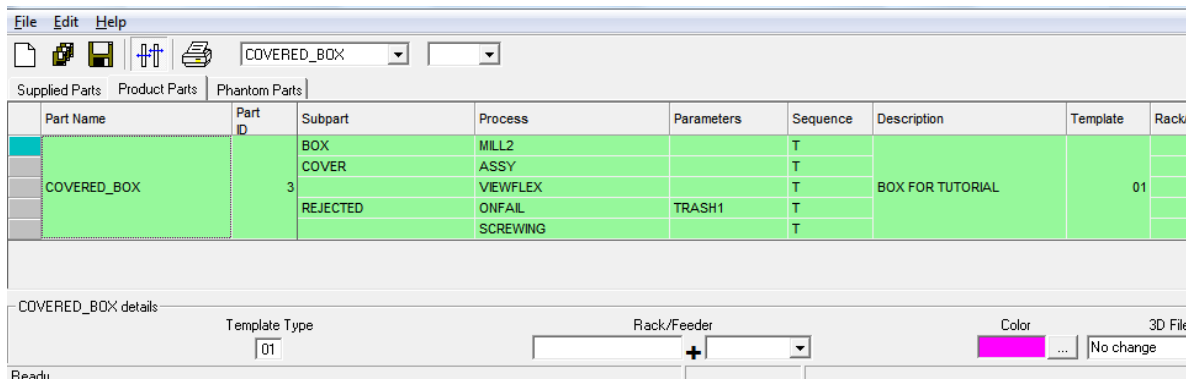 File Edit Help
COVERED_BOX
Supplied Parts Product Parts Phantom Parts
Part Name Part ID Subpart Process Parameters Sequence Description Template Rack/
BOX MILL2 T
COVER ASSY T
COVERED_BOX 3 VIEWFLEX T BOX FOR TUTORIAL 01
REJECTED ONFAIL TRASH1 T
SCREWING T
COVERED_BOX details
Template Type Rack/Feeder Color 3D File
01 + ... No change
Ready